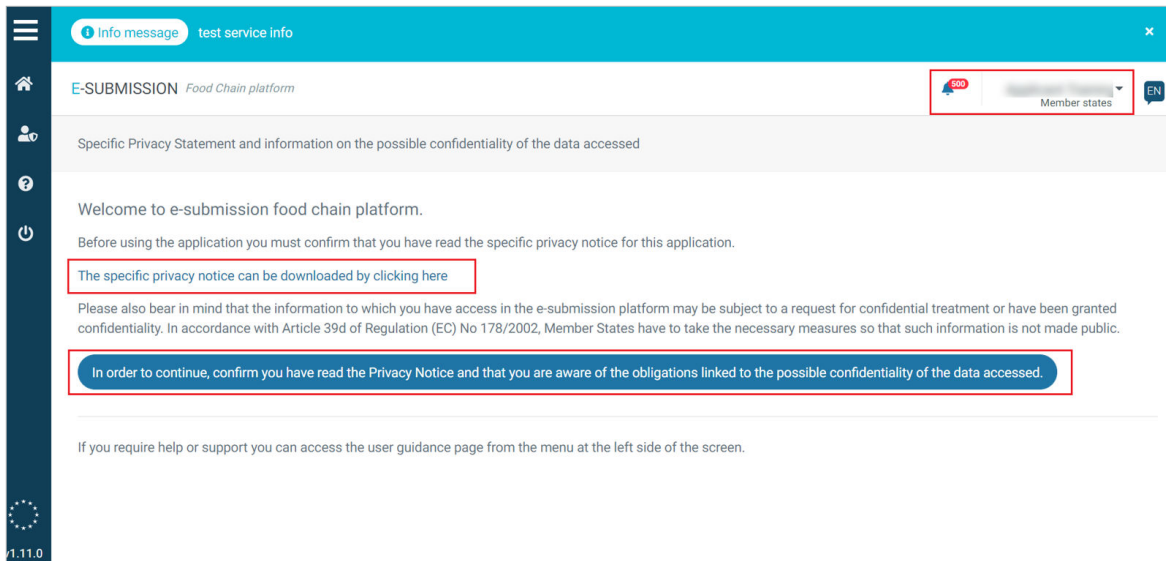 Info message test service info ×
E-SUBMISSION Food Chain platform
500
Member states
EN
Specific Privacy Statement and information on the possible confidentiality of the data accessed
Welcome to e-submission food chain platform.
Before using the application you must confirm that you have read the specific privacy notice for this application.
The specific privacy notice can be downloaded by clicking here
Please also bear in mind that the information to which you have access in the e-submission platform may be subject to a request for confidential treatment or have been granted
confidentiality. In accordance with Article 39d of Regulation (EC) No 178/2002, Member States have to take the necessary measures so that such information is not made public.
In order to continue, confirm you have read the Privacy Notice and that you are aware of the obligations linked to the possible confidentiality of the data accessed.
If you require help or support you can access the user guidance page from the menu at the left side of the screen.
v1.11.0